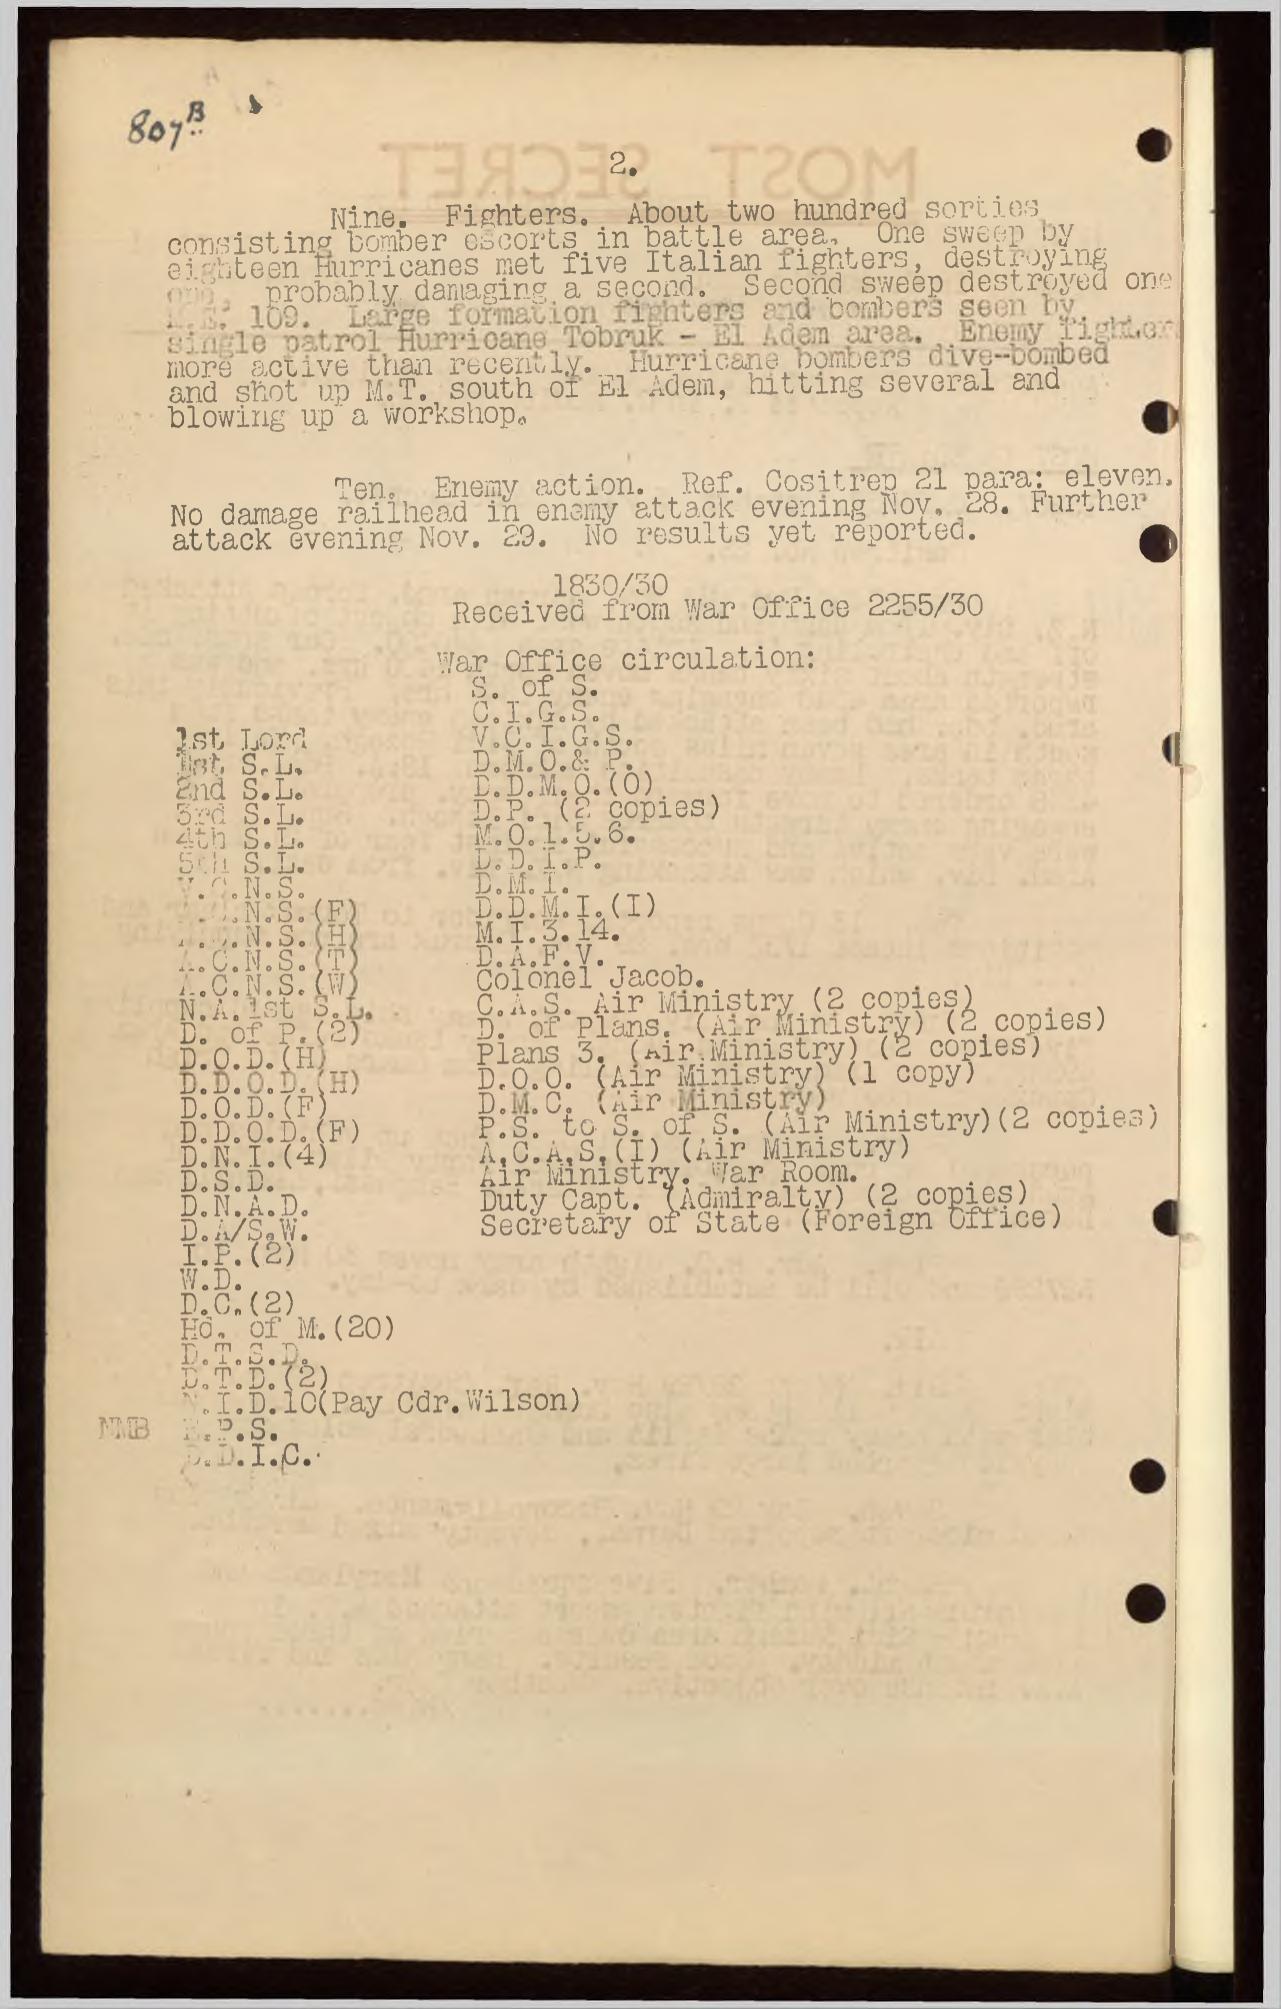 807B
2.
Nine. Fighters. About two hundred sorties
consisting bomber escorts in battle area. One sweep by
eighteen Hurricanes met five Italian fighters, destroying
one, probably damaging a second. Second sweep destroyed one
M.E. 109. Large formation fighters and bombers seen by
single patrol Hurricane Tobruk - El Adem area. Enemy fighter
more active than recently. Hurricane bombers dive-bombed
and shot up M.T. south of El Adem, hitting several and
blowing up a workshop.
Ten. Enemy action. Ref. Cositrep 21 para: eleven.
No damage railhead in enemy attack evening Nov. 28. Further
attack evening Nov. 29. No results yet reported.
1830/30
Received from War Office 2255/30
War Office circulation:
S. of S.
C.I.G.S.
V.C.I.G.S.
D.M.O.& P.
D.D.M.O.(O)
D.P. (2 copies)
M.O.1.5.6.
D.D.I.P.
D.M.I.
D.D.M.I.(I)
M.I.3.14.
D.A.F.V.
Colonel Jacob.
C.A.S. Air Ministry (2 copies)
D. of Plans. (Air Ministry) (2 copies)
Plans 3. (Air Ministry) (2 copies)
D.O.O. (Air Ministry) (1 copy)
D.M.C. (Air Ministry)
P.S. to S. of S. (Air Ministry)(2 copies)
A.C.A.S.(I) (Air Ministry)
Air Ministry. War Room.
Duty Capt. (Admiralty) (2 copies)
Secretary of State (Foreign Office)
1st Lord
1st S.L.
2nd S.L.
3rd S.L.
4th S.L.
5th S.L.
V.C.N.S.
A.C.N.S.(F)
A.C.N.S.(H)
A.C.N.S.(T)
A.C.N.S.(W)
N.A.1st S.L.
D. of P.(2)
D.O.D.(H)
D.D.O.D.(H)
D.O.D.(F)
D.D.O.D.(F)
D.N.I.(4)
D.S.D.
D.N.A.D.
D.A/S.W.
I.P.(2)
W.D.
D.C.(2)
Hd. of M.(20)
D.T.S.D.
D.T.D.(2)
N.I.D.10(Pay Cdr.Wilson)
NMB E.P.S.
D.D.I.C.